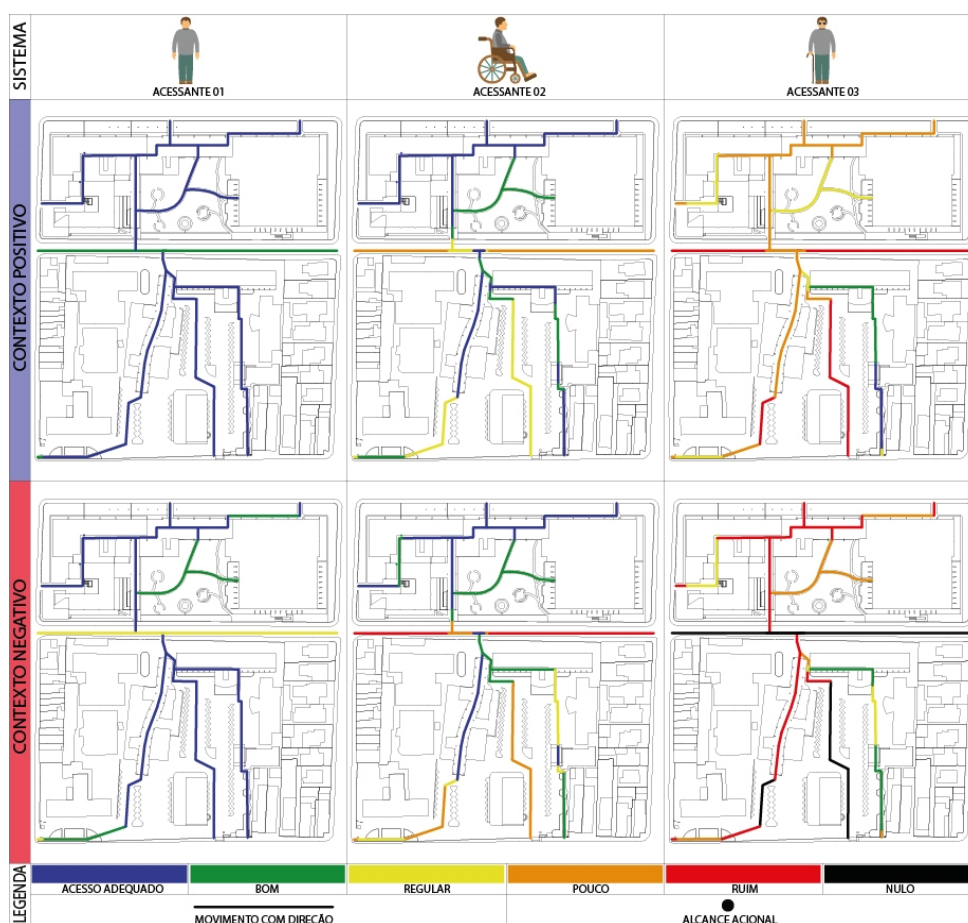 SISTEMA
ACESSANTE 01
ACESSANTE 02
ACESSANTE 03
CONTEXTO POSITIVO
CONTEXTO NEGATIVO
LEGENDA
ACESSO ADEQUADO
BOM
REGULAR
POUCO
RUIM
NULO
MOVIMENTO COM DIREÇÃO
ALCANCE ACIONAL